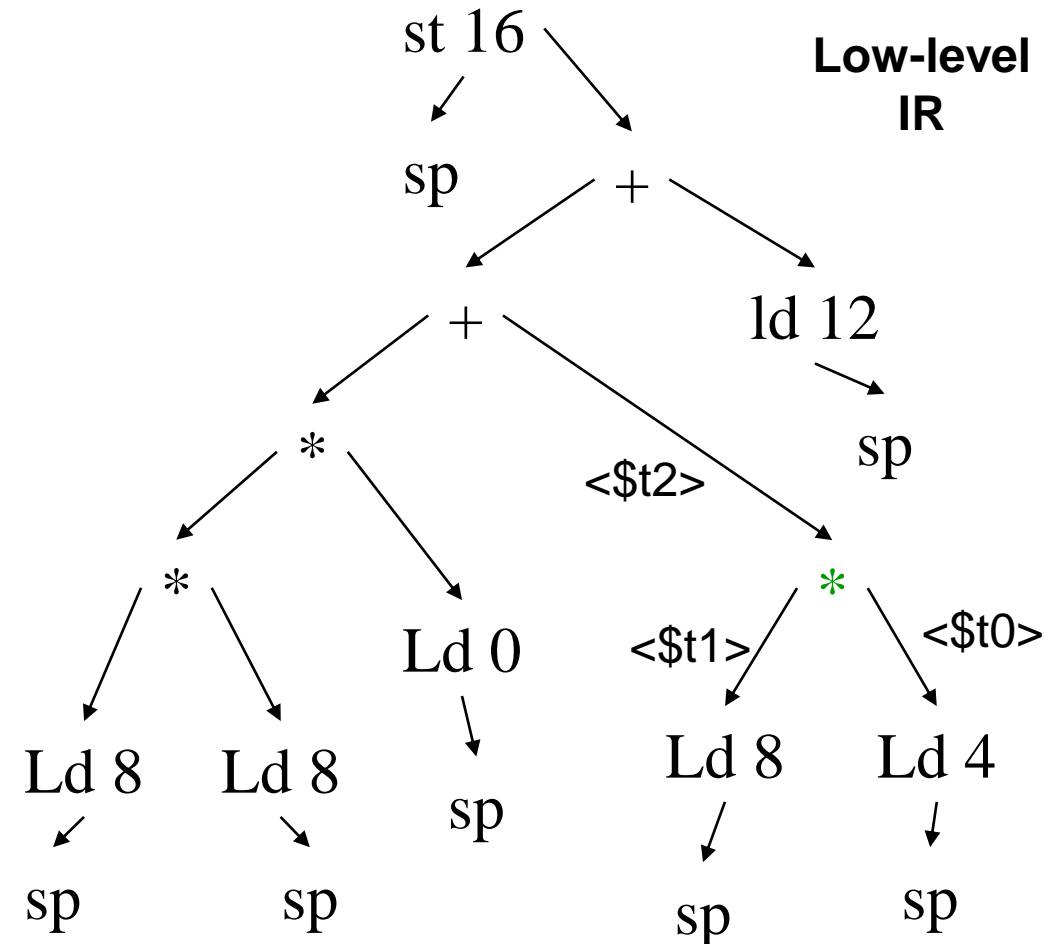 st 16
Low-level
IR
sp
+
+
ld 12
*
sp
<$t2>
*
*
Ld 0
<$t1>
<$t0>
Ld 8
Ld 8
sp
Ld 8
Ld 4
sp
sp
sp
sp